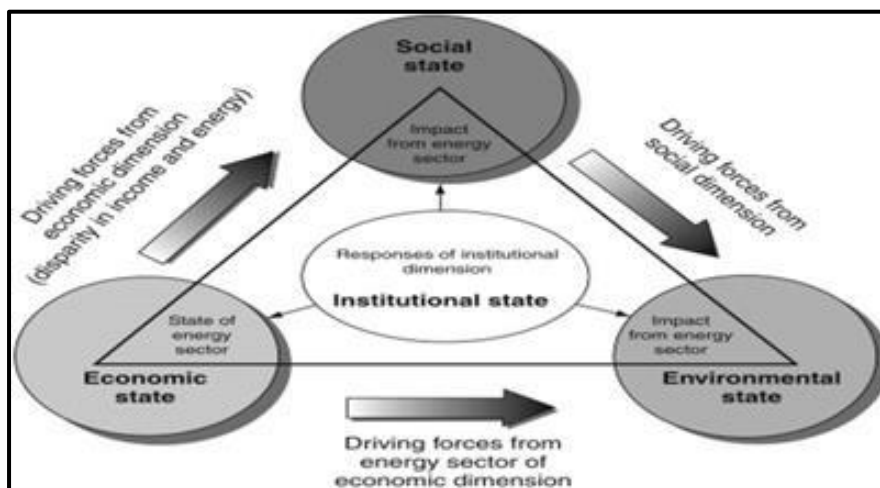 Social
state
Impact
from energy
sector
Driving forces from
economic dimension
(disparity in income and energy)
Driving forces from
social dimension
Responses of institutional
dimension
Institutional state
State of
energy
sector
Economic
state
Impact
from energy
sector
Environmental
state
Driving forces from
energy sector of
economic dimension